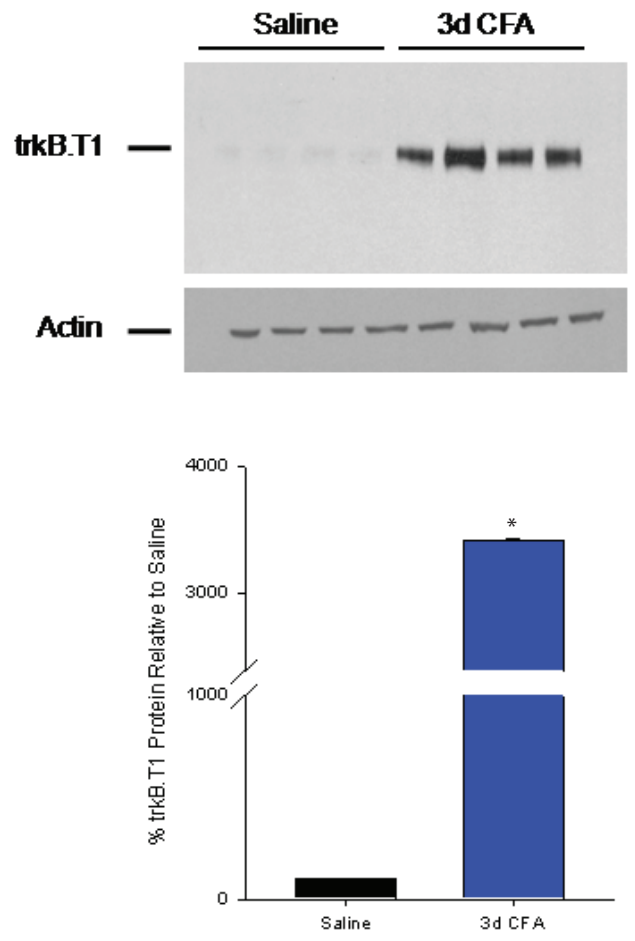 Saline 3d CFA
trkB.T1
Actin
4000
*
3000
1000
0
% trkB.T1 Protein Relative to Saline
Saline 3d CFA